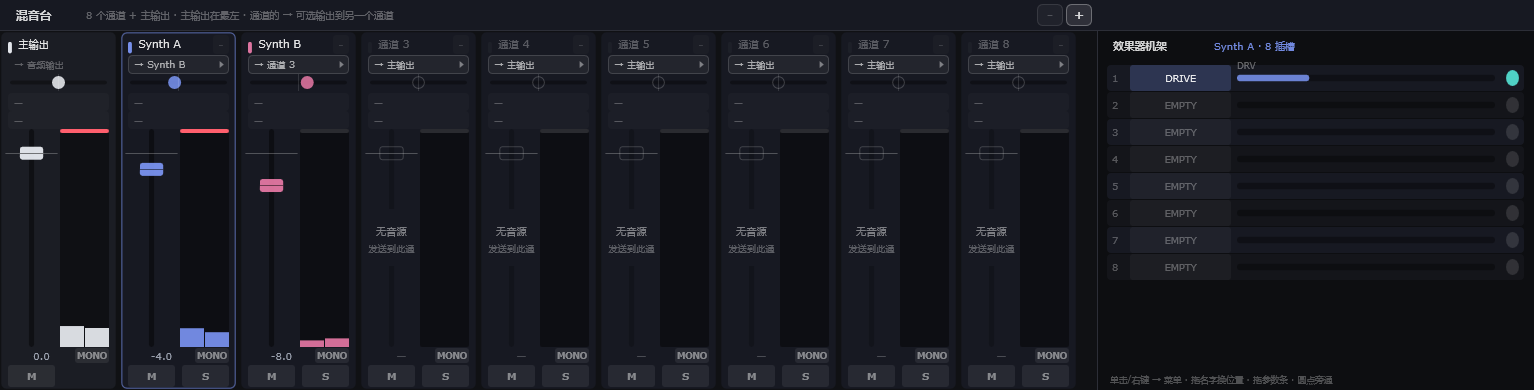 混音台
8 个通道 + 主输出 · 主输出在最左 · 通道的 → 可选输出到另一个通道
-
+
主输出
→ 音频输出
—
—
0.0
MONO
M
Synth A
-
→ Synth B
—
—
-4.0
MONO
M
S
Synth B
-
→ 通道 3
—
—
-8.0
MONO
M
S
通道 3
-
→ 主输出
—
—
无音源
发送到此通
—
MONO
M
S
通道 4
-
→ 主输出
—
—
无音源
发送到此通
—
MONO
M
S
通道 5
-
→ 主输出
—
—
无音源
发送到此通
—
MONO
M
S
通道 6
-
→ 主输出
—
—
无音源
发送到此通
—
MONO
M
S
通道 7
-
→ 主输出
—
—
无音源
发送到此通
—
MONO
M
S
通道 8
-
→ 主输出
—
—
无音源
发送到此通
—
MONO
M
S
效果器机架
Synth A · 8 插槽
DRV
1 DRIVE
2 EMPTY
3 EMPTY
4 EMPTY
5 EMPTY
6 EMPTY
7 EMPTY
8 EMPTY
单击/右键 → 菜单 · 拖名字换位置 · 拖参数条 · 圆点旁通